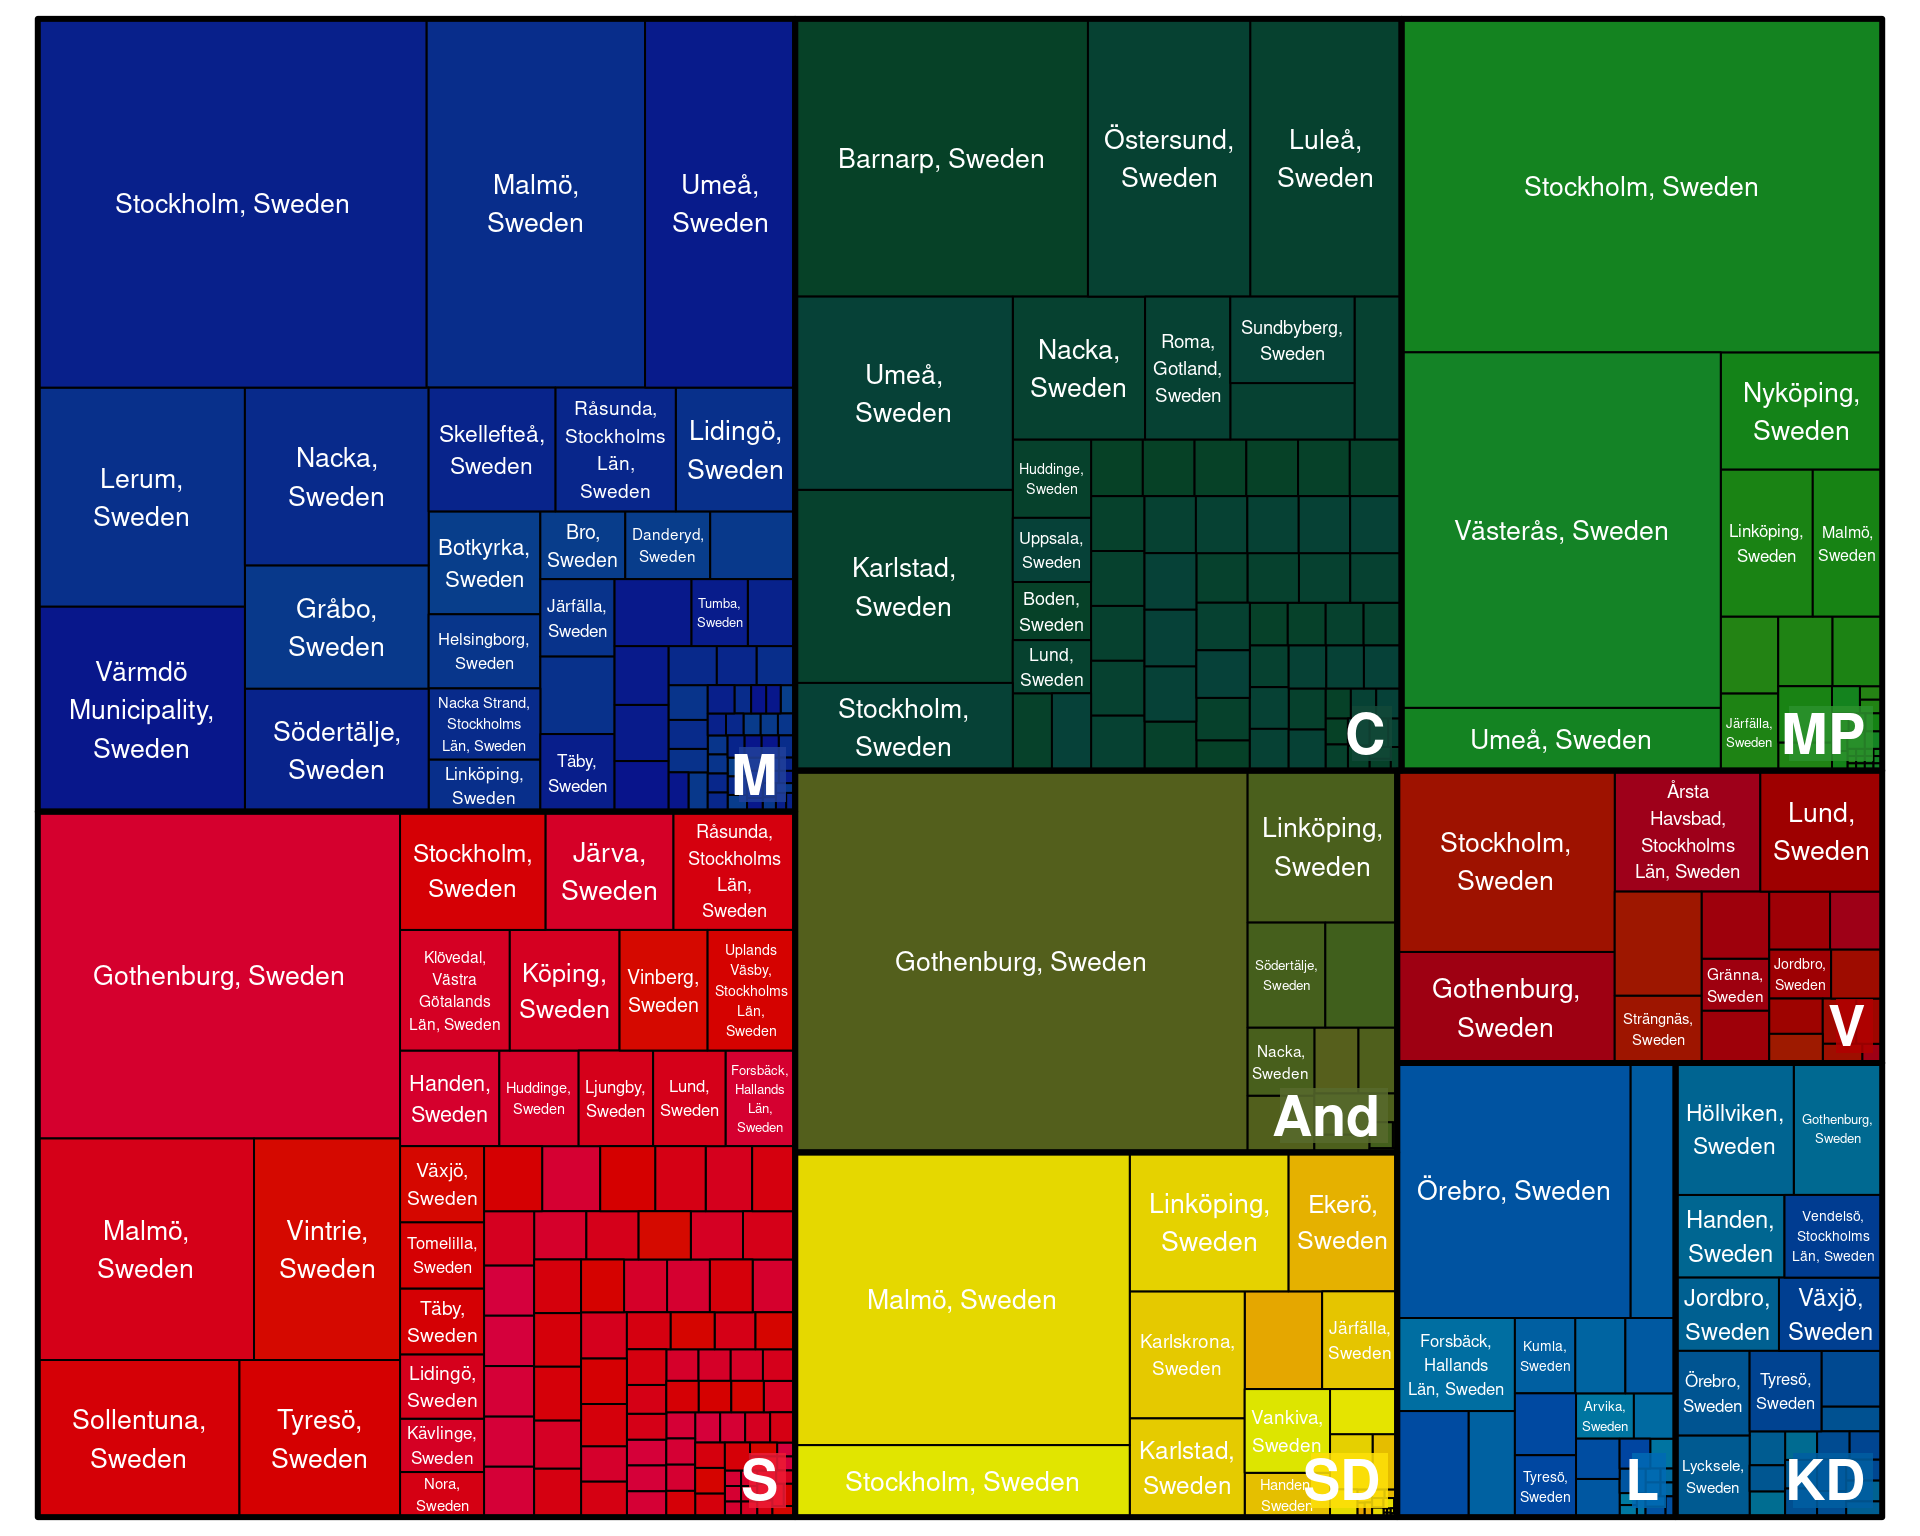 Stockholm, Sweden
Malmö,
Sweden
Umeå,
Sweden
Lerum,
Sweden
Nacka,
Sweden
Skellefteå,
Sweden
Råsunda,
Stockholms
Län,
Sweden
Lidingö,
Sweden
Gråbo,
Sweden
Botkyrka,
Sweden
Bro,
Sweden
Danderyd,
Sweden
Järfälla,
Sweden
Tumba,
Sweden
Helsingborg,
Sweden
Värmdö
Municipality,
Sweden
Södertälje,
Sweden
Nacka Strand,
Stockholms
Län, Sweden
Linköping,
Sweden
Täby,
Sweden
M
Barnarp, Sweden
Östersund,
Sweden
Luleå,
Sweden
Umeå,
Sweden
Nacka,
Sweden
Roma,
Gotland,
Sweden
Sundbyberg,
Sweden
Karlstad,
Sweden
Huddinge,
Sweden
Uppsala,
Sweden
Boden,
Sweden
Lund,
Sweden
Stockholm,
Sweden
C
Stockholm, Sweden
Västerås, Sweden
Nyköping,
Sweden
Linköping,
Sweden
Malmö,
Sweden
Umeå, Sweden
Järfälla,
Sweden
MP
Gothenburg, Sweden
Stockholm,
Sweden
Järva,
Sweden
Råsunda,
Stockholms
Län,
Sweden
Klövedal,
Västra
Götalands
Län, Sweden
Köping,
Sweden
Vinberg,
Sweden
Uplands
Väsby,
Stockholms
Län,
Sweden
Handen,
Sweden
Huddinge,
Sweden
Ljungby,
Sweden
Lund,
Sweden
Forsbäck,
Hallands
Län,
Sweden
Malmö,
Sweden
Vintrie,
Sweden
Växjö,
Sweden
Tomelilla,
Sweden
Täby,
Sweden
Lidingö,
Sweden
Kävlinge,
Sweden
Nora,
Sweden
Sollentuna,
Sweden
Tyresö,
Sweden
S
Gothenburg, Sweden
Linköping,
Sweden
Södertälje,
Sweden
Nacka,
Sweden
And
Malmö, Sweden
Linköping,
Sweden
Ekerö,
Sweden
Karlskrona,
Sweden
Järfälla,
Sweden
Vankiva,
Sweden
Karlstad,
Sweden
Handen,
Sweden
Stockholm, Sweden
SD
Stockholm,
Sweden
Årsta
Havsbad,
Stockholms
Län, Sweden
Lund,
Sweden
Gothenburg,
Sweden
Gränna,
Sweden
Jordbro,
Sweden
Strängnäs,
Sweden
V
Örebro, Sweden
Forsbäck,
Hallands
Län, Sweden
Kumla,
Sweden
Arvika,
Sweden
Tyresö,
Sweden
L
Höllviken,
Sweden
Gothenburg,
Sweden
Handen,
Sweden
Vendelsö,
Stockholms
Län, Sweden
Jordbro,
Sweden
Växjö,
Sweden
Örebro,
Sweden
Tyresö,
Sweden
Lycksele,
Sweden
KD